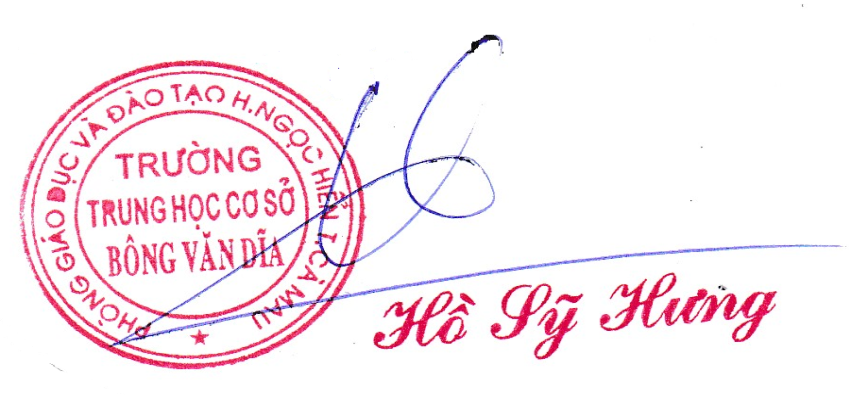 PHÒNG GIÁO DỤC VÀ ĐÀO TẠO H.NGỌC HIỂN T.CÀ MAU
TRƯỜNG
TRUNG HỌC CƠ SỞ
BÔNG VĂN DĨA
Hồ Sỹ Hưng